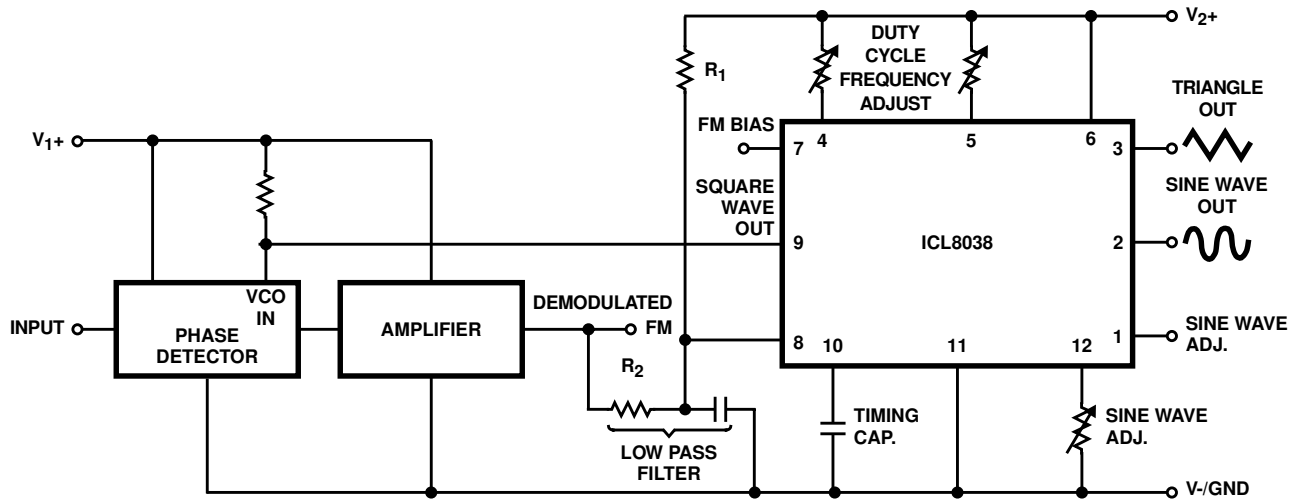 V2+
DUTY
CYCLE
FREQUENCY
ADJUST
R1
V1+
FM BIAS
7
4
5
6
3
TRIANGLE
OUT
SQUARE
WAVE
OUT
9
ICL8038
2
SINE WAVE
OUT
INPUT
PHASE
DETECTOR
VCO
IN
AMPLIFIER
DEMODULATED
FM
8
10
11
12
1
SINE WAVE
ADJ.
R2
LOW PASS
FILTER
TIMING
CAP.
SINE WAVE
ADJ.
V-/GND